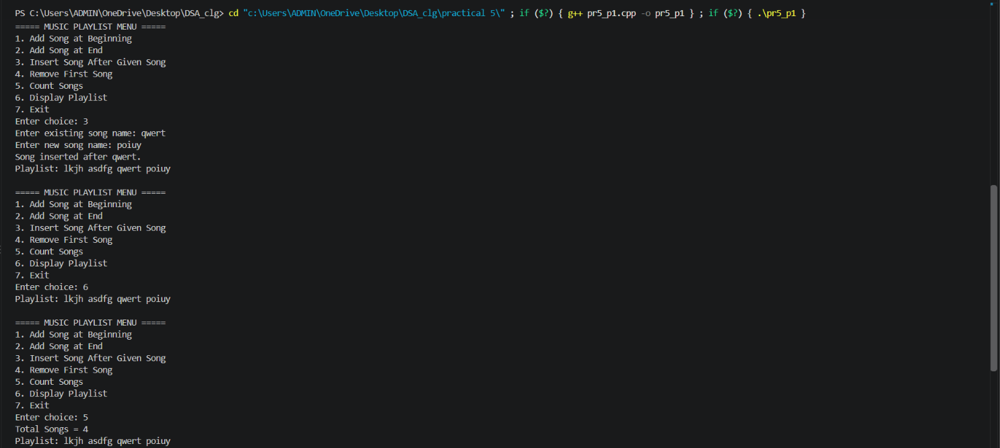 PS C:\Users\ADMIN\OneDrive\Desktop\DSA_clg> cd "c:\Users\ADMIN\OneDrive\Desktop\DSA_clg\practical 5\" ; if ($?) { g++ pr5_p1.cpp -o pr5_p1 } ; if ($?) { .\pr5_p1 }
===== MUSIC PLAYLIST MENU =====
1. Add Song at Beginning
2. Add Song at End
3. Insert Song After Given Song
4. Remove First Song
5. Count Songs
6. Display Playlist
7. Exit
Enter choice: 3
Enter existing song name: qwert
Enter new song name: poiuy
Song inserted after qwert.
Playlist: lkjh asdfg qwert poiuy

===== MUSIC PLAYLIST MENU =====
1. Add Song at Beginning
2. Add Song at End
3. Insert Song After Given Song
4. Remove First Song
5. Count Songs
6. Display Playlist
7. Exit
Enter choice: 6
Playlist: lkjh asdfg qwert poiuy

===== MUSIC PLAYLIST MENU =====
1. Add Song at Beginning
2. Add Song at End
3. Insert Song After Given Song
4. Remove First Song
5. Count Songs
6. Display Playlist
7. Exit
Enter choice: 5
Total Songs = 4
Playlist: lkjh asdfg qwert poiuy